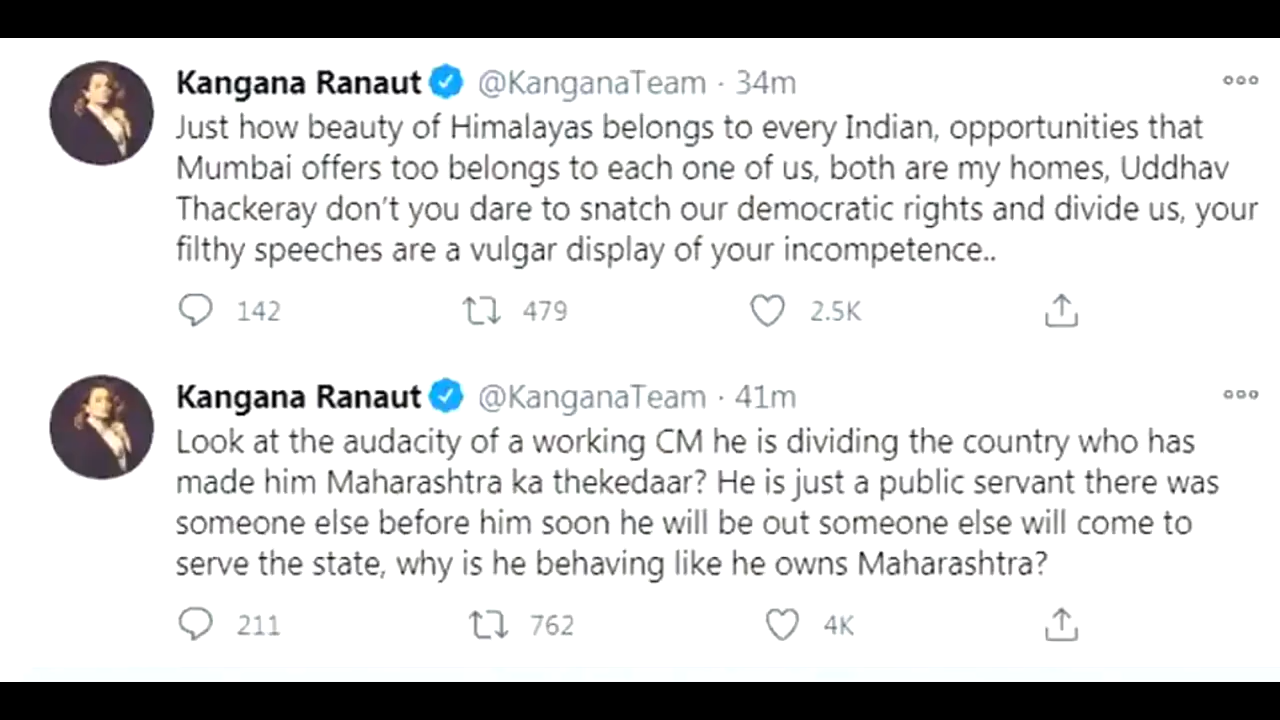 Kangana Ranaut @KanganaTeam · 34m
Just how beauty of Himalayas belongs to every Indian, opportunities that
Mumbai offers too belongs to each one of us, both are my homes, Uddhav
Thackeray don't you dare to snatch our democratic rights and divide us, your
filthy speeches are a vulgar display of your incompetence..
142 479 2.5K
Kangana Ranaut @KanganaTeam · 41m
Look at the audacity of a working CM he is dividing the country who has
made him Maharashtra ka thekedaar? He is just a public servant there was
someone else before him soon he will be out someone else will come to
serve the state, why is he behaving like he owns Maharashtra?
211 762 4K